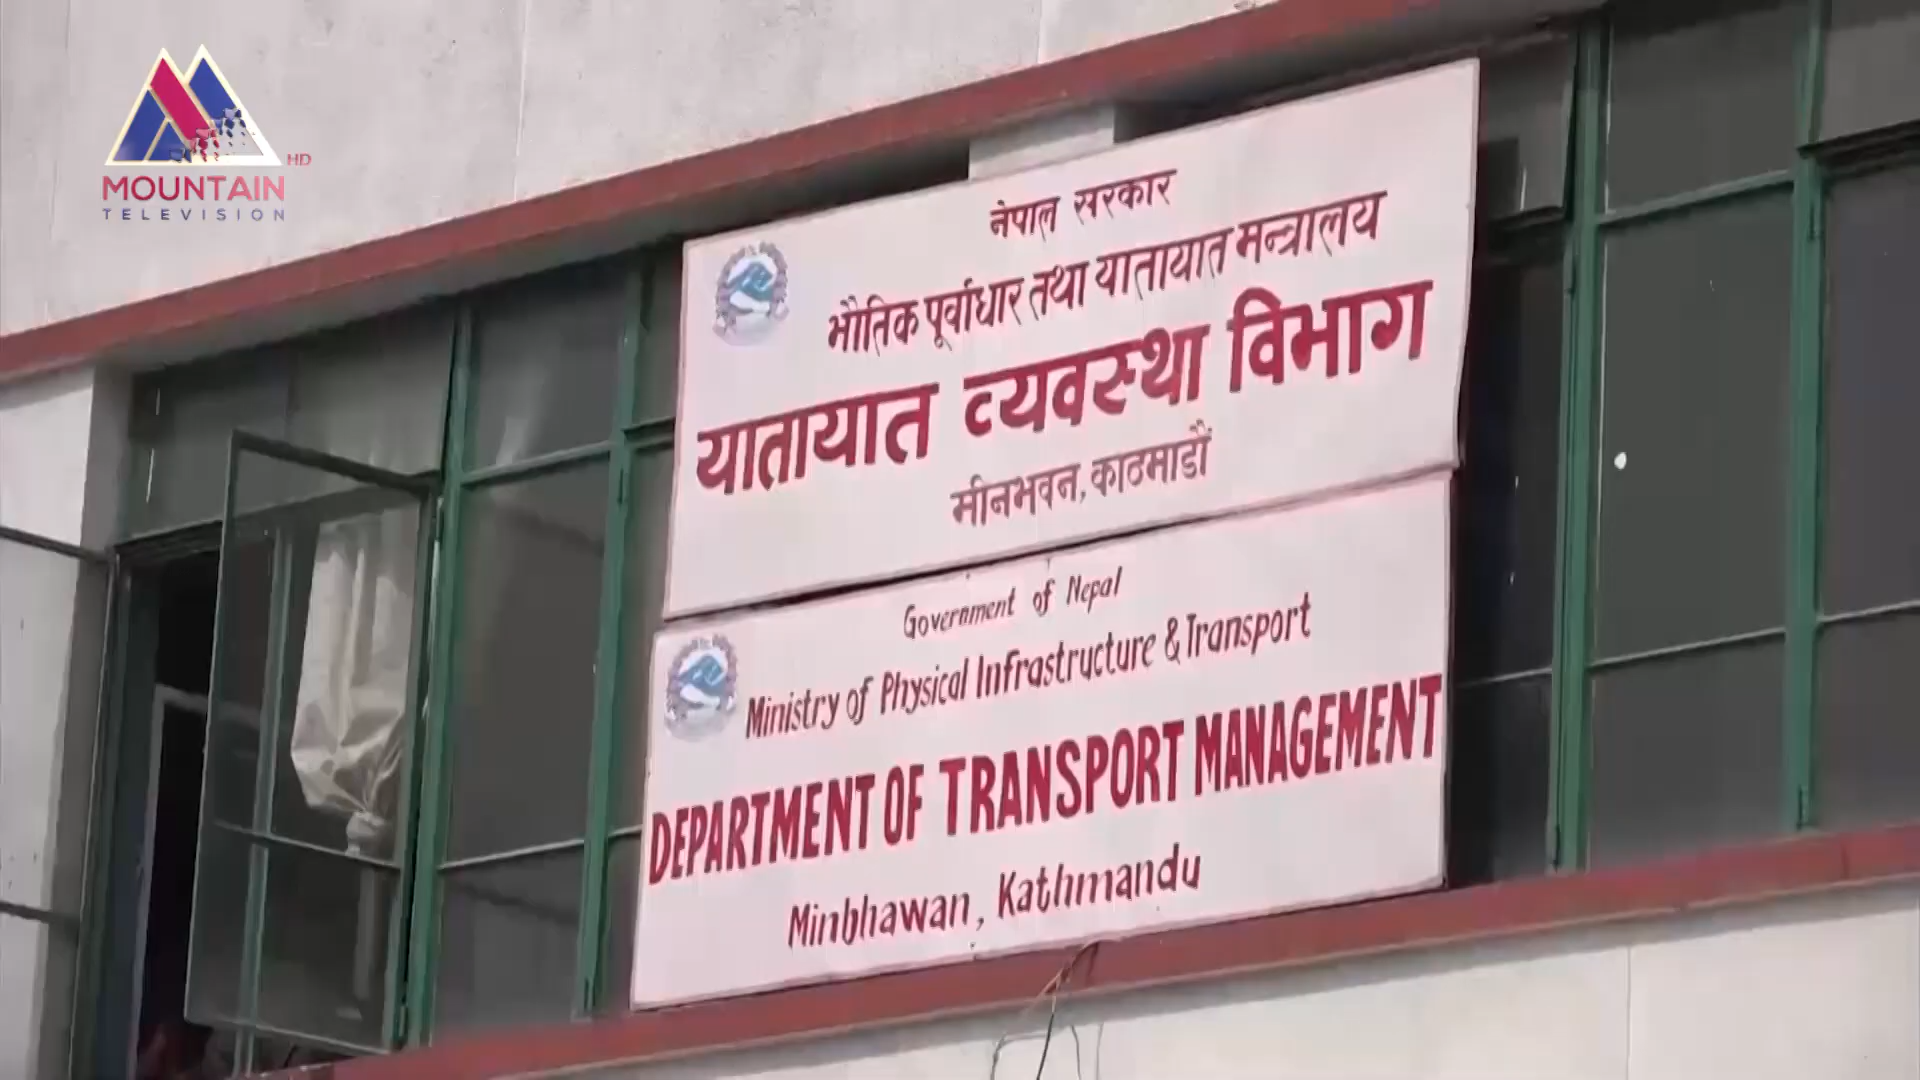 HD
MOUNTAIN
TELEVISION
नेपाल सरकार
भौतिक पूर्वाधार तथा यातायात मन्त्रालय
यातायात व्यवस्था विभाग
मीनभवन, काठमाडौं
Government of Nepal
Ministry of Physical Infrastructure & Transport
DEPARTMENT OF TRANSPORT MANAGEMENT
Minbhawan, Kathmandu